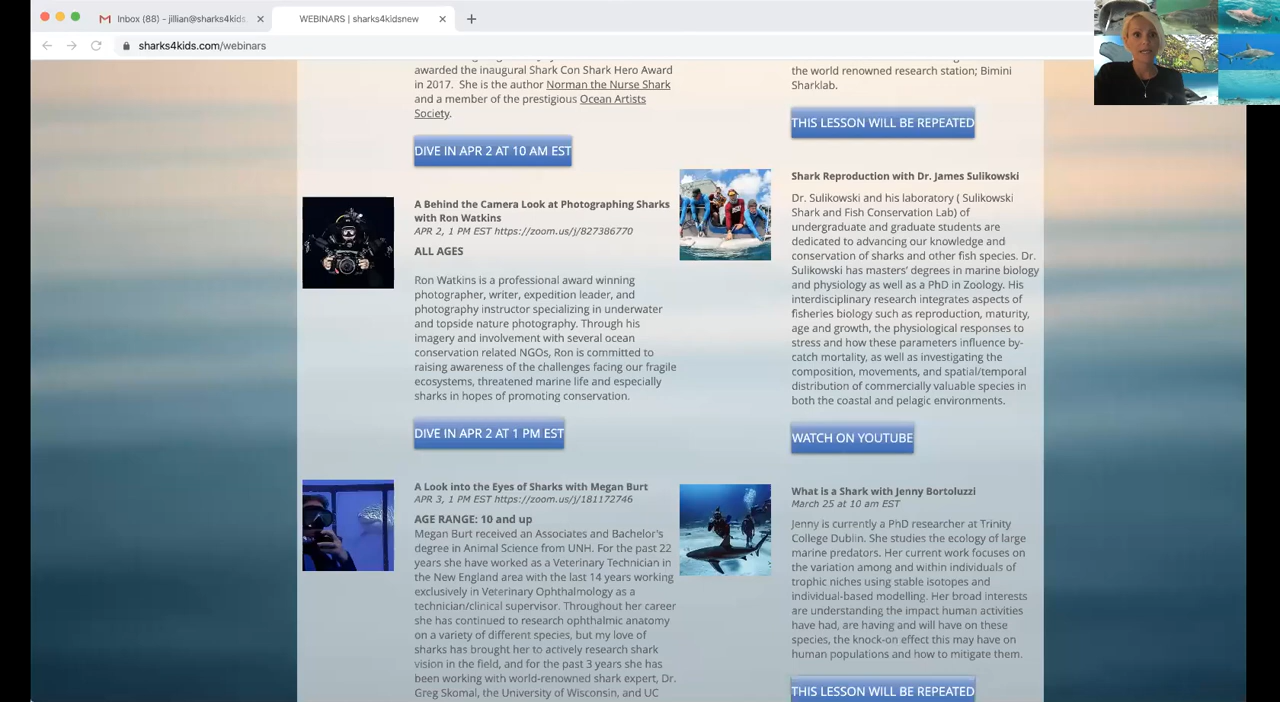 Inbox (88) - jillian@sharks4kids
WEBINARS | sharks4kidsnew
sharks4kids.com/webinars
awarded the inaugural Shark Con Shark Hero Award
in 2017. She is the author Norman the Nurse Shark
and a member of the prestigious Ocean Artists
Society.
DIVE IN APR 2 AT 10 AM EST
A Behind the Camera Look at Photographing Sharks
with Ron Watkins
APR 2, 1 PM EST https://zoom.us/j/827386770
ALL AGES
Ron Watkins is a professional award winning
photographer, writer, expedition leader, and
photography instructor specializing in underwater
and topside nature photography. Through his
imagery and involvement with several ocean
conservation related NGOs, Ron is committed to
raising awareness of the challenges facing our fragile
ecosystems, threatened marine life and especially
sharks in hopes of promoting conservation.
DIVE IN APR 2 AT 1 PM EST
A Look into the Eyes of Sharks with Megan Burt
APR 3, 1 PM EST https://zoom.us/j/181172746
AGE RANGE: 10 and up
Megan Burt received an Associates and Bachelor's
degree in Animal Science from UNH. For the past 22
years she have worked as a Veterinary Technician in
the New England area with the last 14 years working
exclusively in Veterinary Ophthalmology as a
technician/clinical supervisor. Throughout her career
she has continued to research ophthalmic anatomy
on a variety of different species, but my love of
sharks has brought her to actively research shark
vision in the field, and for the past 3 years she has
been working with world-renowned shark expert, Dr.
Greg Skomal, the University of Wisconsin, and UC
the world renowned research station; Bimini
Sharklab.
THIS LESSON WILL BE REPEATED
Shark Reproduction with Dr. James Sulikowski
Dr. Sulikowski and his laboratory ( Sulikowski
Shark and Fish Conservation Lab) of
undergraduate and graduate students are
dedicated to advancing our knowledge and
conservation of sharks and other fish species. Dr.
Sulikowski has masters' degrees in marine biology
and physiology as well as a PhD in Zoology. His
interdisciplinary research integrates aspects of
fisheries biology such as reproduction, maturity,
age and growth, the physiological responses to
stress and how these parameters influence by-
catch mortality, as well as investigating the
composition, movements, and spatial/temporal
distribution of commercially valuable species in
both the coastal and pelagic environments.
WATCH ON YOUTUBE
What is a Shark with Jenny Bortoluzzi
March 25 at 10 am EST
Jenny is currently a PhD researcher at Trinity
College Dublin. She studies the ecology of large
marine predators. Her current work focuses on
the variation among and within individuals of
trophic niches using stable isotopes and
individual-based modelling. Her broad interests
are understanding the impact human activities
have had, are having and will have on these
species, the knock-on effect this may have on
human populations and how to mitigate them.
THIS LESSON WILL BE REPEATED